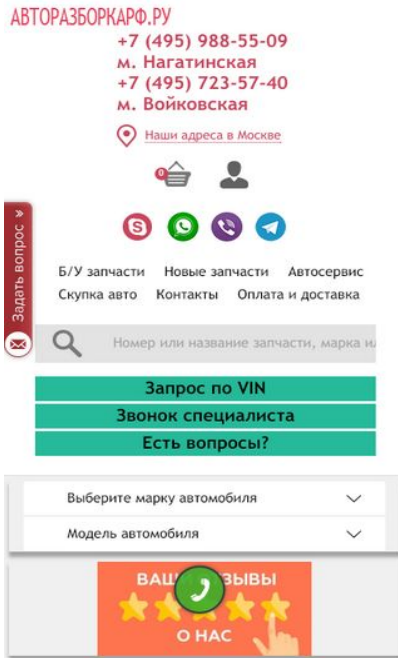 АВТОРАЗБОРКАРФ.РУ
+7 (495) 988-55-09
м. Нагатинская
+7 (495) 723-57-40
м. Войковская
Наши адреса в Москве
0
S
Задать вопрос »
Б/У запчасти Новые запчасти Автосервис
Скупка авто Контакты Оплата и доставка
Номер или название запчасти, марка
Запрос по VIN
Звонок специалиста
Есть вопросы?
Выберите марку автомобиля
Модель автомобиля
О НАС